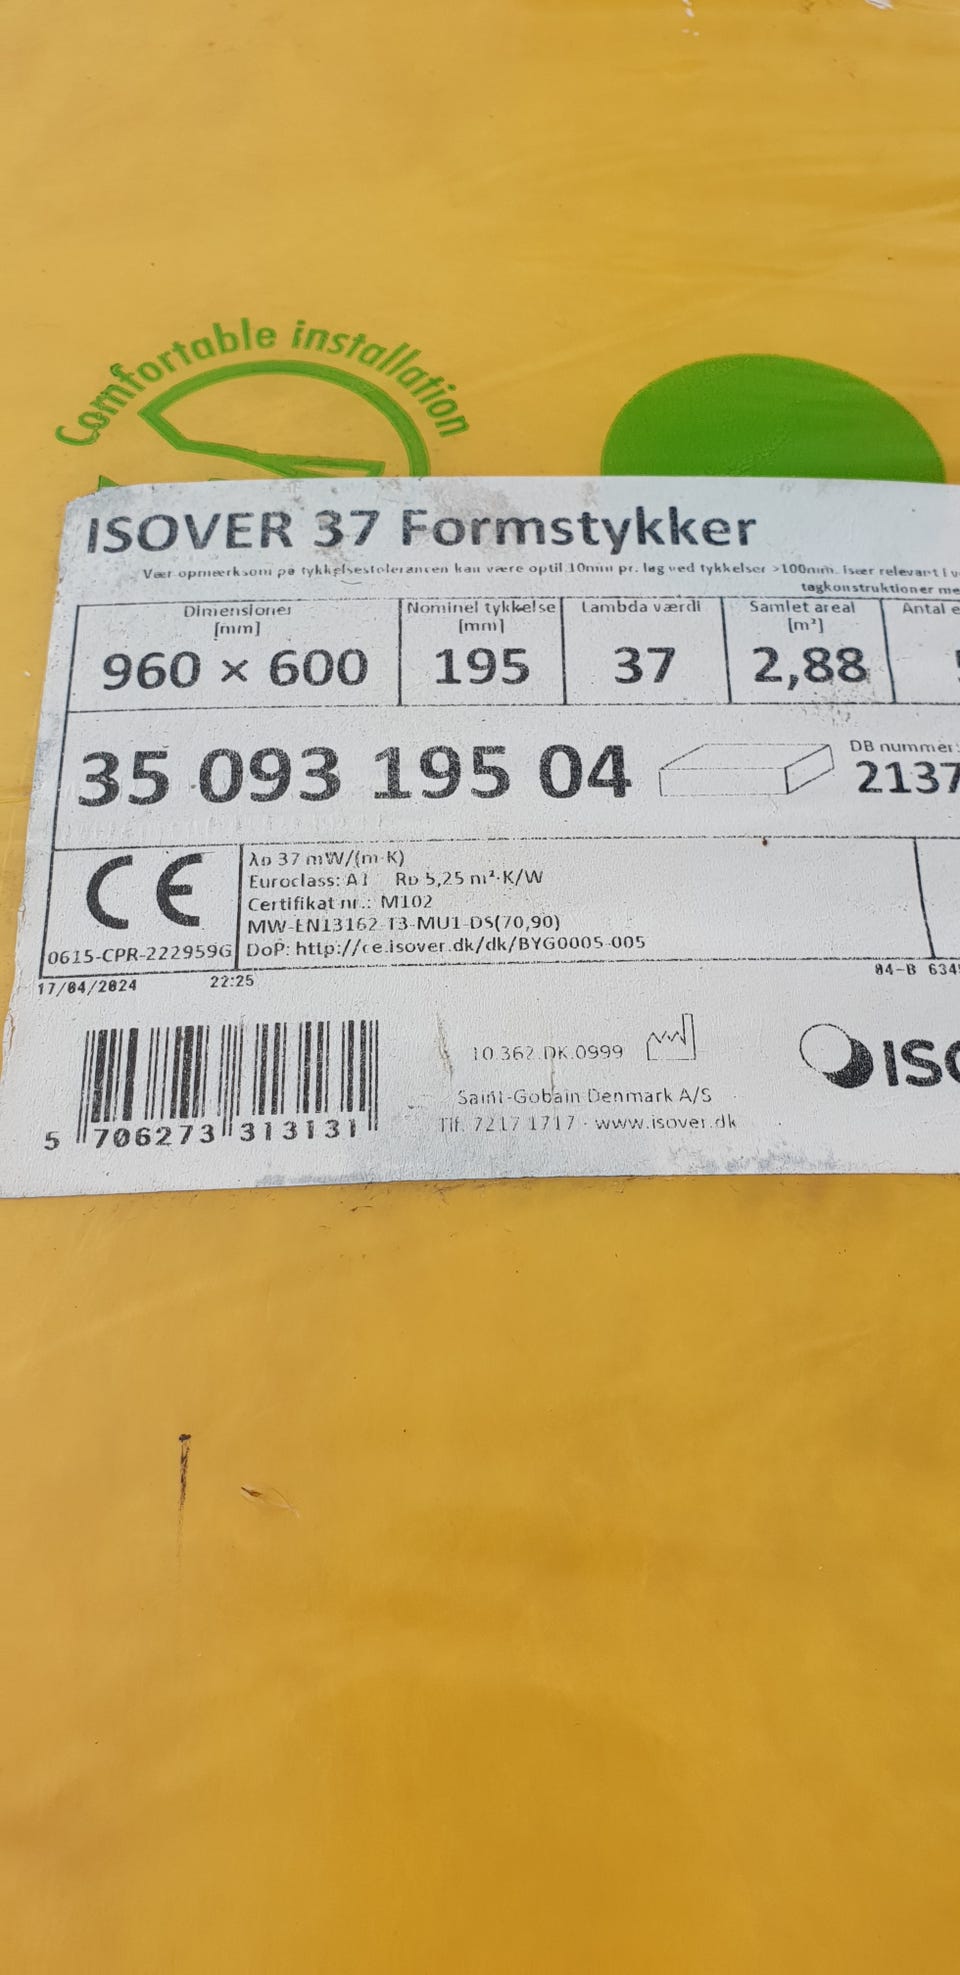 Comfortable installation
ISOVER 37 Formstykker
Vær opmærksom på tykkelsestolerancen kan være optil 10mm pr. lag ved tykkelser >100mm. Især relevant i
tagkonstruktioner
Dimensioner [mm]
960 × 600
Nominel tykkelse [mm]
195
Lambda værdi
37
Samlet areal [m²]
2,88
Antal
35 093 195 04
DB nummer:
2137
CE
0615-CPR-222959G
λD 37 mW/(m·K)
Euroclass: A1 RD 5,25 m²·K/W
Certifikat nr.: M102
MW-EN13162-T3-MU1-DS(70,90)
DoP: http://ce.isover.dk/dk/BYG0005-005
17/04/2024 22:25
04-B
5 706273 313131
10.362.DK.0999
Saint-Gobain Denmark A/S
Tlf. 7217 1717 · www.isover.dk